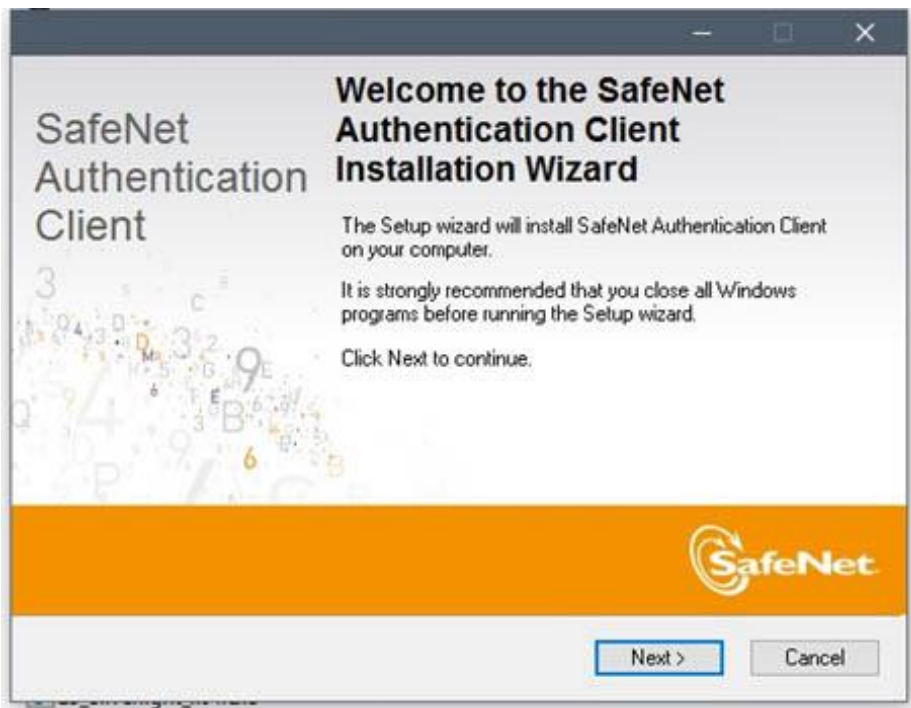 SafeNet
Authentication
Client
Welcome to the SafeNet
Authentication Client
Installation Wizard
The Setup wizard will install SafeNet Authentication Client
on your computer.
It is strongly recommended that you close all Windows
programs before running the Setup wizard.
Click Next to continue.
SafeNet.
Next >
Cancel